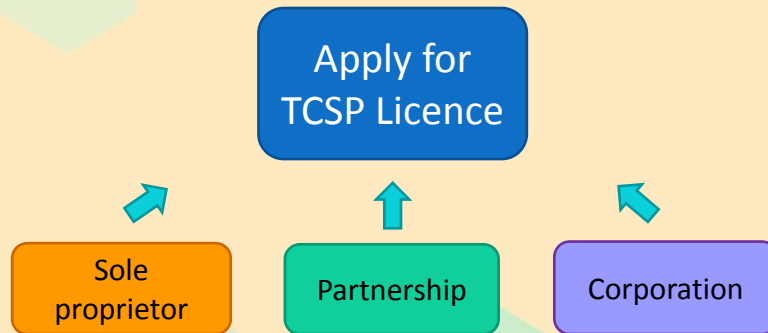 Apply for
TCSP Licence
Sole
proprietor
Partnership
Corporation